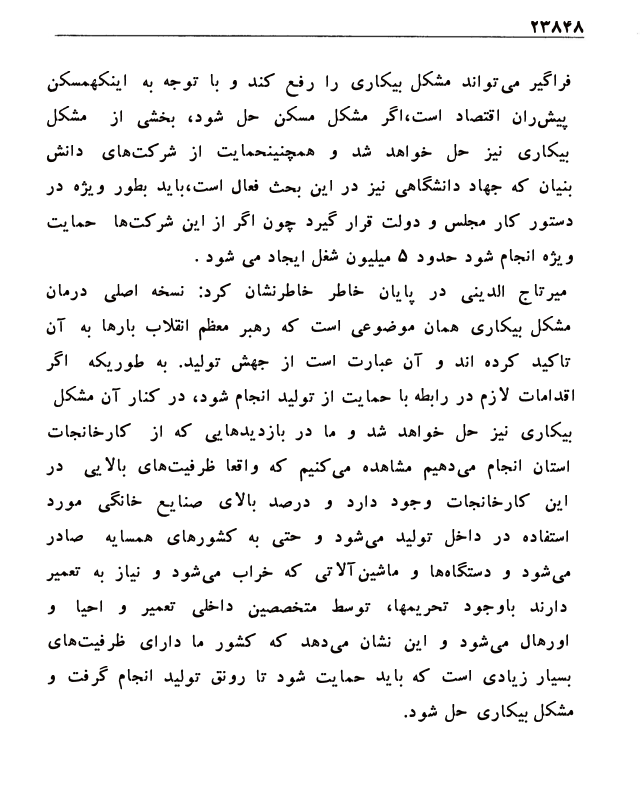 ۲۳۸۴۸
فراگیر می‌تواند مشکل بیکاری را رفع کند و با توجه به اینکهمسکن
پیش‌ران اقتصاد است،اگر مشکل مسکن حل شود، بخشی از مشکل
بیکاری نیز حل خواهد شد و همچنینحمایت از شرکت‌های دانش
بنیان که جهاد دانشگاهی نیز در این بحث فعال است،باید بطور ویژه در
دستور کار مجلس و دولت قرار گیرد چون اگر از این شرکت‌ها حمایت
ویژه انجام شود حدود ۵ میلیون شغل ایجاد می شود .
میرتاج الدینی در پایان خاطر خاطرنشان کرد: نسخه اصلی درمان
مشکل بیکاری همان موضوعی است که رهبر معظم انقلاب بارها به آن
تاکید کرده اند و آن عبارت است از جهش تولید. به طوریکه اگر
اقدامات لازم در رابطه با حمایت از تولید انجام شود، در کنار آن مشکل
بیکاری نیز حل خواهد شد و ما در بازدیدهایی که از کارخانجات
استان انجام می‌دهیم مشاهده می‌کنیم که واقعا ظرفیت‌های بالایی در
این کارخانجات وجود دارد و درصد بالای صنایع خانگی مورد
استفاده در داخل تولید می‌شود و حتی به کشورهای همسایه صادر
می‌شود و دستگاه‌ها و ماشین‌آلاتی که خراب می‌شود و نیاز به تعمیر
دارند باوجود تحریمها، توسط متخصصین داخلی تعمیر و احیا و
اورهال می‌شود و این نشان می‌دهد که کشور ما دارای ظرفیت‌های
بسیار زیادی است که باید حمایت شود تا رونق تولید انجام گرفت و
مشکل بیکاری حل شود.